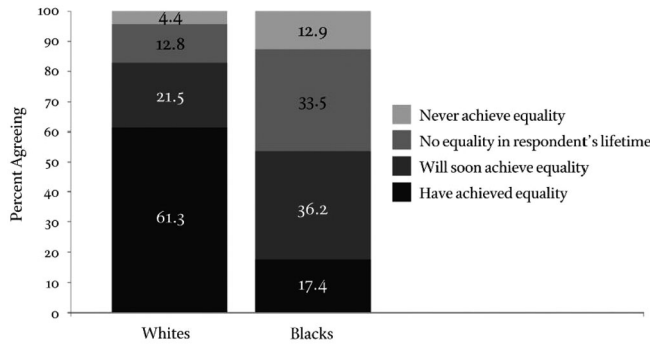 100
90
80
70
60
50
40
30
20
10
0
Percent Agreeing
4.4
12.8
21.5
61.3
12.9
33.5
36.2
17.4
Whites
Blacks
Never achieve equality
No equality in respondent's lifetime
Will soon achieve equality
Have achieved equality